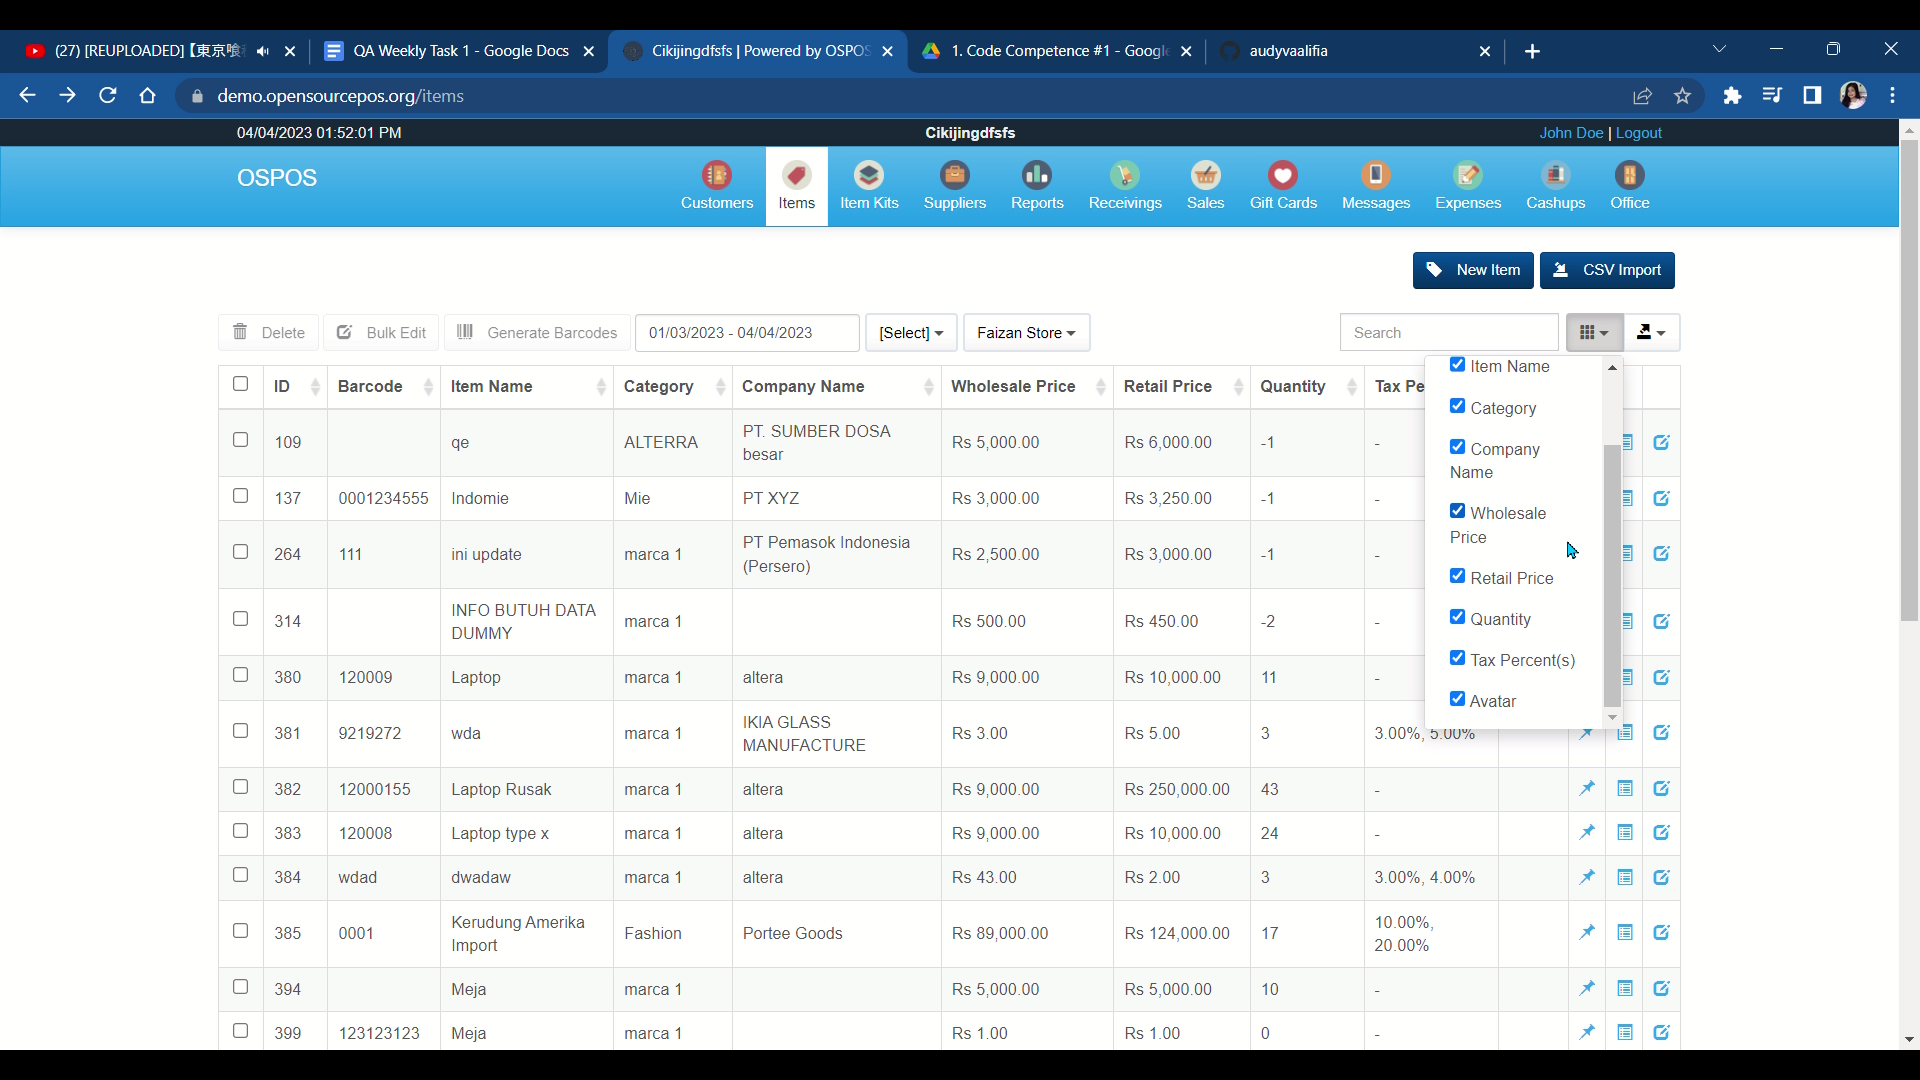 (27) [REUPLOADED]【東京喰
QA Weekly Task 1 - Google Docs
Cikijingdfsfs | Powered by OSPOS
1. Code Competence #1 - Google
audyvaalifia
demo.opensourcepos.org/items
04/04/2023 01:52:01 PM
Cikijingdfsfs
John Doe | Logout
OSPOS
Customers
Items
Item Kits
Suppliers
Reports
Receivings
Sales
Gift Cards
Messages
Expenses
Cashups
Office
New Item
CSV Import
Delete
Bulk Edit
Generate Barcodes
01/03/2023 - 04/04/2023
[Select]
Faizan Store
Search
ID Barcode Item Name Category Company Name Wholesale Price Retail Price Quantity Tax Pe
Item Name
Category
Company
Name
Wholesale
Price
Retail Price
Quantity
Tax Percent(s)
Avatar
109 qe ALTERRA PT. SUMBER DOSA besar Rs 5,000.00 Rs 6,000.00 -1 -
137 0001234555 Indomie Mie PT XYZ Rs 3,000.00 Rs 3,250.00 -1 -
264 111 ini update marca 1 PT Pemasok Indonesia (Persero) Rs 2,500.00 Rs 3,000.00 -1 -
314 INFO BUTUH DATA DUMMY marca 1 Rs 500.00 Rs 450.00 -2 -
380 120009 Laptop marca 1 altera Rs 9,000.00 Rs 10,000.00 11 -
381 9219272 wda marca 1 IKIA GLASS MANUFACTURE Rs 3.00 Rs 5.00 3 3.00%, 5.00%
382 12000155 Laptop Rusak marca 1 altera Rs 9,000.00 Rs 250,000.00 43 -
383 120008 Laptop type x marca 1 altera Rs 9,000.00 Rs 10,000.00 24 -
384 wdad dwadaw marca 1 altera Rs 43.00 Rs 2.00 3 3.00%, 4.00%
385 0001 Kerudung Amerika Import Fashion Portee Goods Rs 89,000.00 Rs 124,000.00 17 10.00%, 20.00%
394 Meja marca 1 Rs 5,000.00 Rs 5,000.00 10 -
399 123123123 Meja marca 1 Rs 1.00 Rs 1.00 0 -